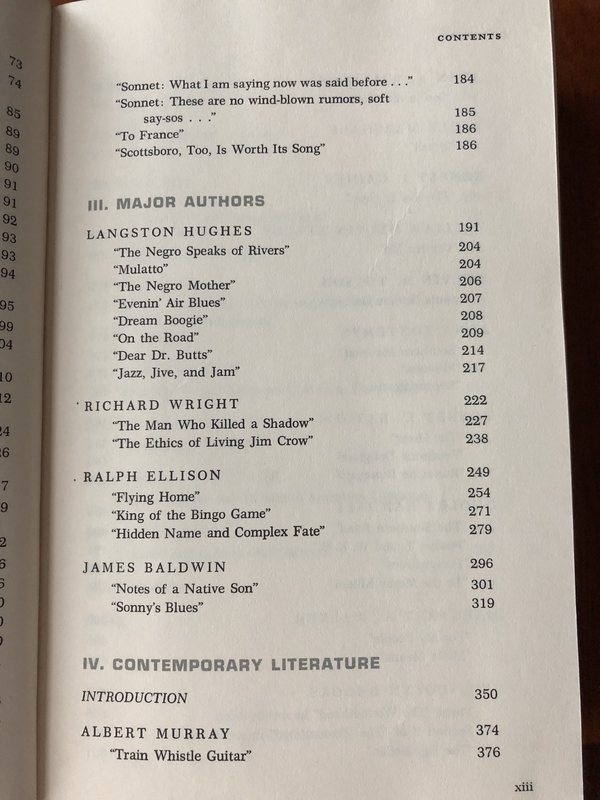 CONTENTS
“Sonnet: What I am saying now was said before . . .” 184
“Sonnet: These are no wind-blown rumors, soft
say-sos . . .” 185
“To France” 186
“Scottsboro, Too, Is Worth Its Song” 186
III. MAJOR AUTHORS
LANGSTON HUGHES 191
“The Negro Speaks of Rivers” 204
“Mulatto” 204
“The Negro Mother” 206
“Evenin’ Air Blues” 207
“Dream Boogie” 208
“On the Road” 209
“Dear Dr. Butts” 214
“Jazz, Jive, and Jam” 217
RICHARD WRIGHT 222
“The Man Who Killed a Shadow” 227
“The Ethics of Living Jim Crow” 238
RALPH ELLISON 249
“Flying Home” 254
“King of the Bingo Game” 271
“Hidden Name and Complex Fate” 279
JAMES BALDWIN 296
“Notes of a Native Son” 301
“Sonny’s Blues” 319
IV. CONTEMPORARY LITERATURE
INTRODUCTION 350
ALBERT MURRAY 374
“Train Whistle Guitar” 376
xiii